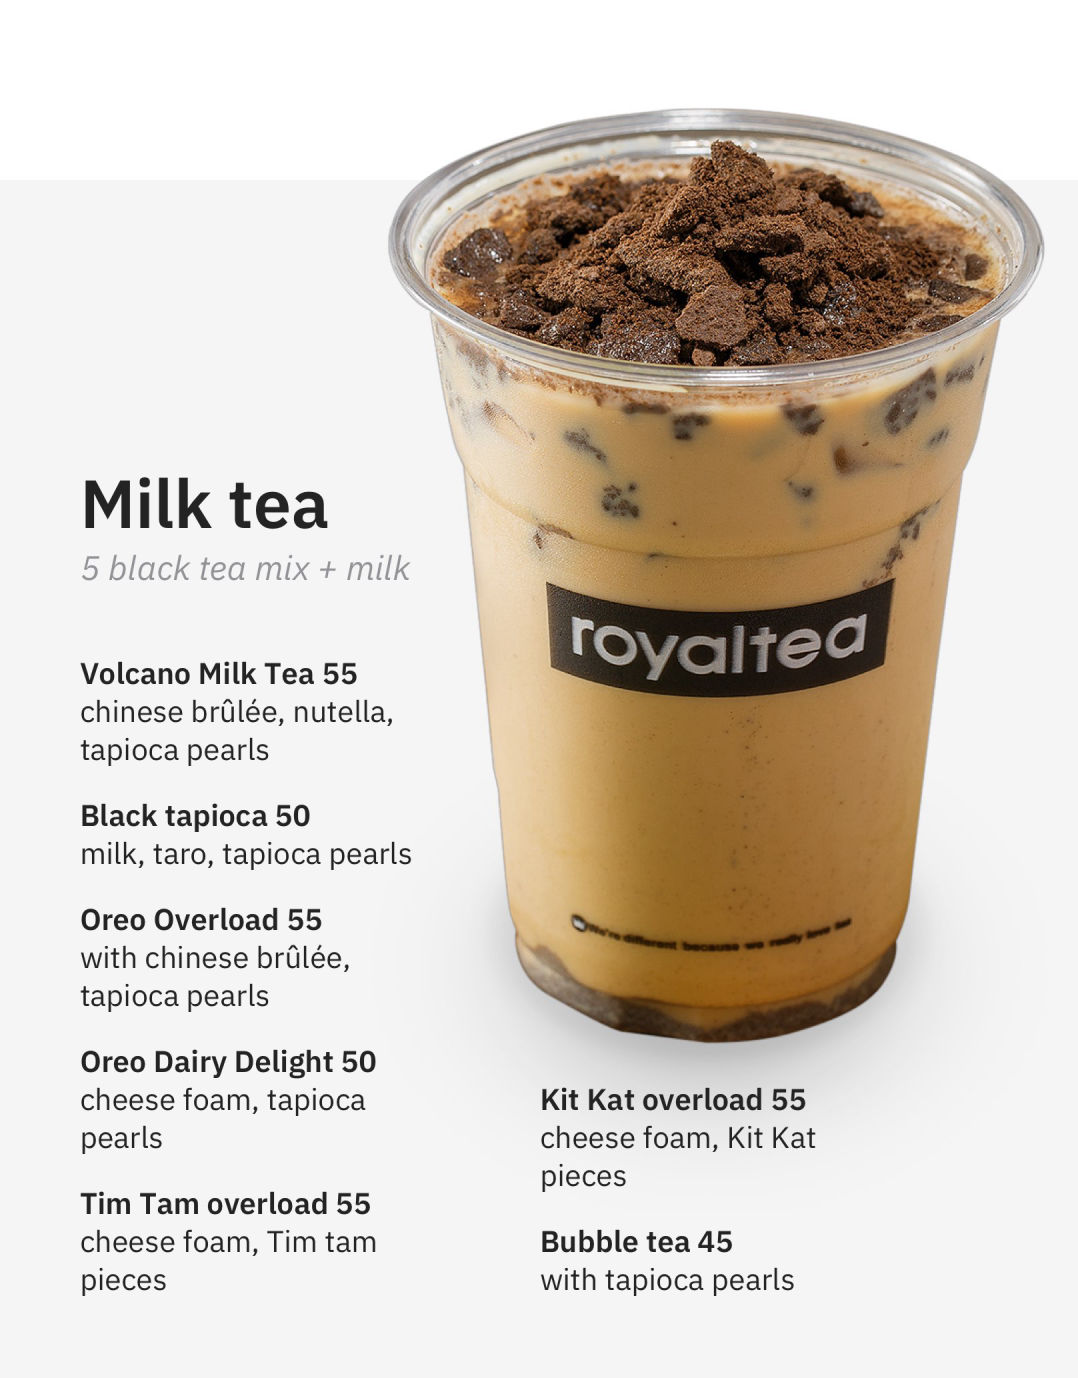 Milk tea
5 black tea mix + milk
Volcano Milk Tea 55
chinese brûlée, nutella,
tapioca pearls
Black tapioca 50
milk, taro, tapioca pearls
Oreo Overload 55
with chinese brûlée,
tapioca pearls
Oreo Dairy Delight 50
cheese foam, tapioca
pearls
Tim Tam overload 55
cheese foam, Tim tam
pieces
royaltea
We're different because we really love tea
Kit Kat overload 55
cheese foam, Kit Kat
pieces
Bubble tea 45
with tapioca pearls